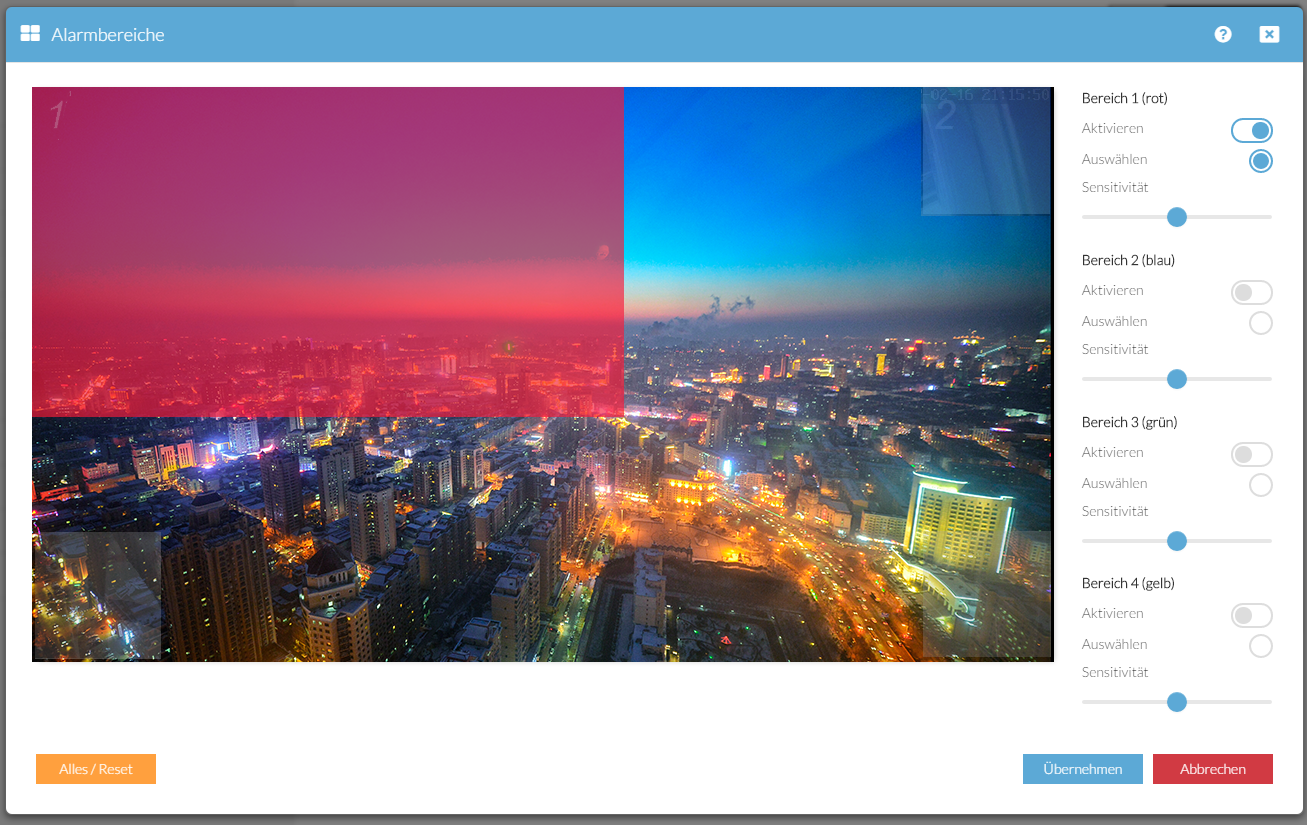 Alarmbereiche
1
2
-02-16 21:15:50
Bereich 1 (rot)
Aktivieren
Auswählen
Sensitivität
Bereich 2 (blau)
Aktivieren
Auswählen
Sensitivität
Bereich 3 (grün)
Aktivieren
Auswählen
Sensitivität
Bereich 4 (gelb)
Aktivieren
Auswählen
Sensitivität
Alles / Reset
Übernehmen
Abbrechen